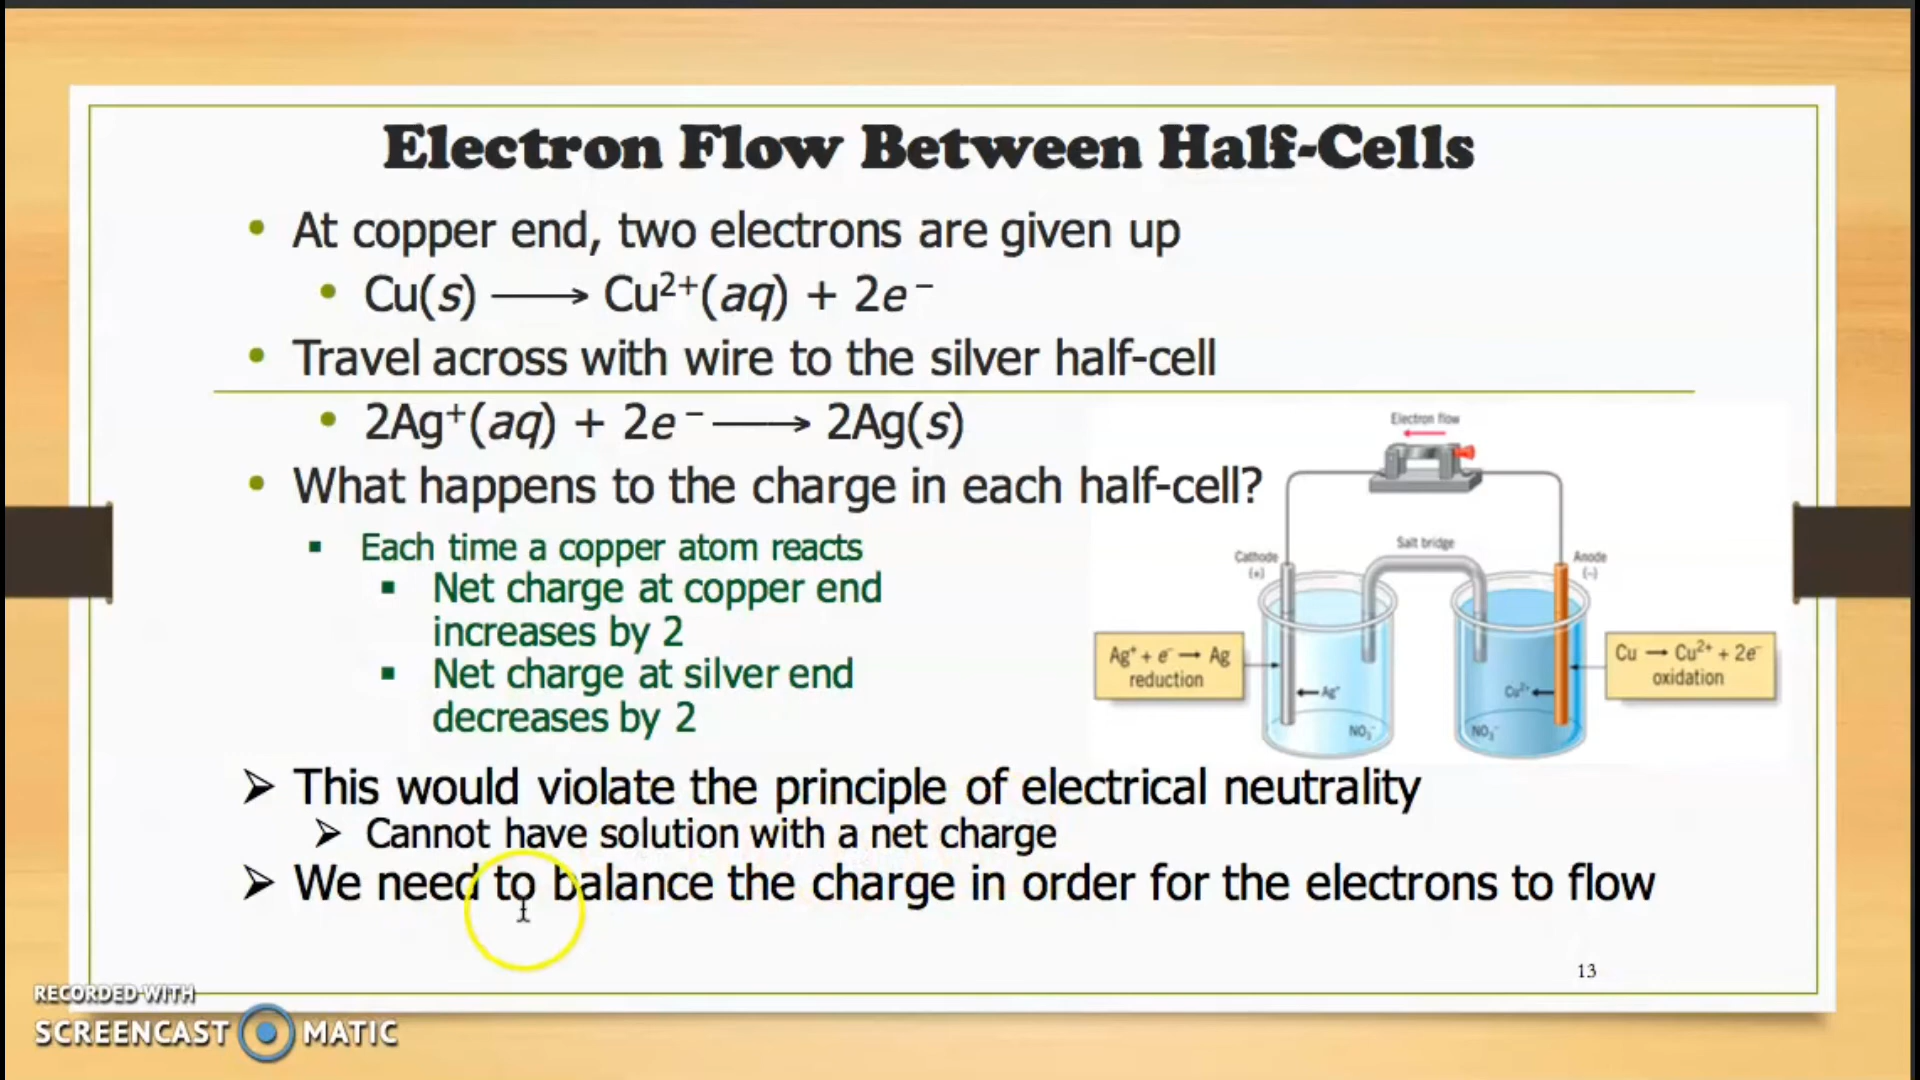 Electron Flow Between Half-Cells
• At copper end, two electrons are given up
• Cu(s) ⟶ Cu²⁺(aq) + 2e⁻
• Travel across with wire to the silver half-cell
• 2Ag⁺(aq) + 2e⁻ ⟶ 2Ag(s)
• What happens to the charge in each half-cell?
▪ Each time a copper atom reacts
▪ Net charge at copper end
increases by 2
▪ Net charge at silver end
decreases by 2
➢ This would violate the principle of electrical neutrality
➢ Cannot have solution with a net charge
➢ We need to balance the charge in order for the electrons to flow
Electron flow
Salt bridge
Cathode
(+)
Anode
(–)
Ag⁺ + e⁻ → Ag
reduction
Cu → Cu²⁺ + 2e⁻
oxidation
←Ag⁺
Cu²⁺←
NO₃⁻
NO₃⁻
13
RECORDED WITH
SCREENCAST MATIC